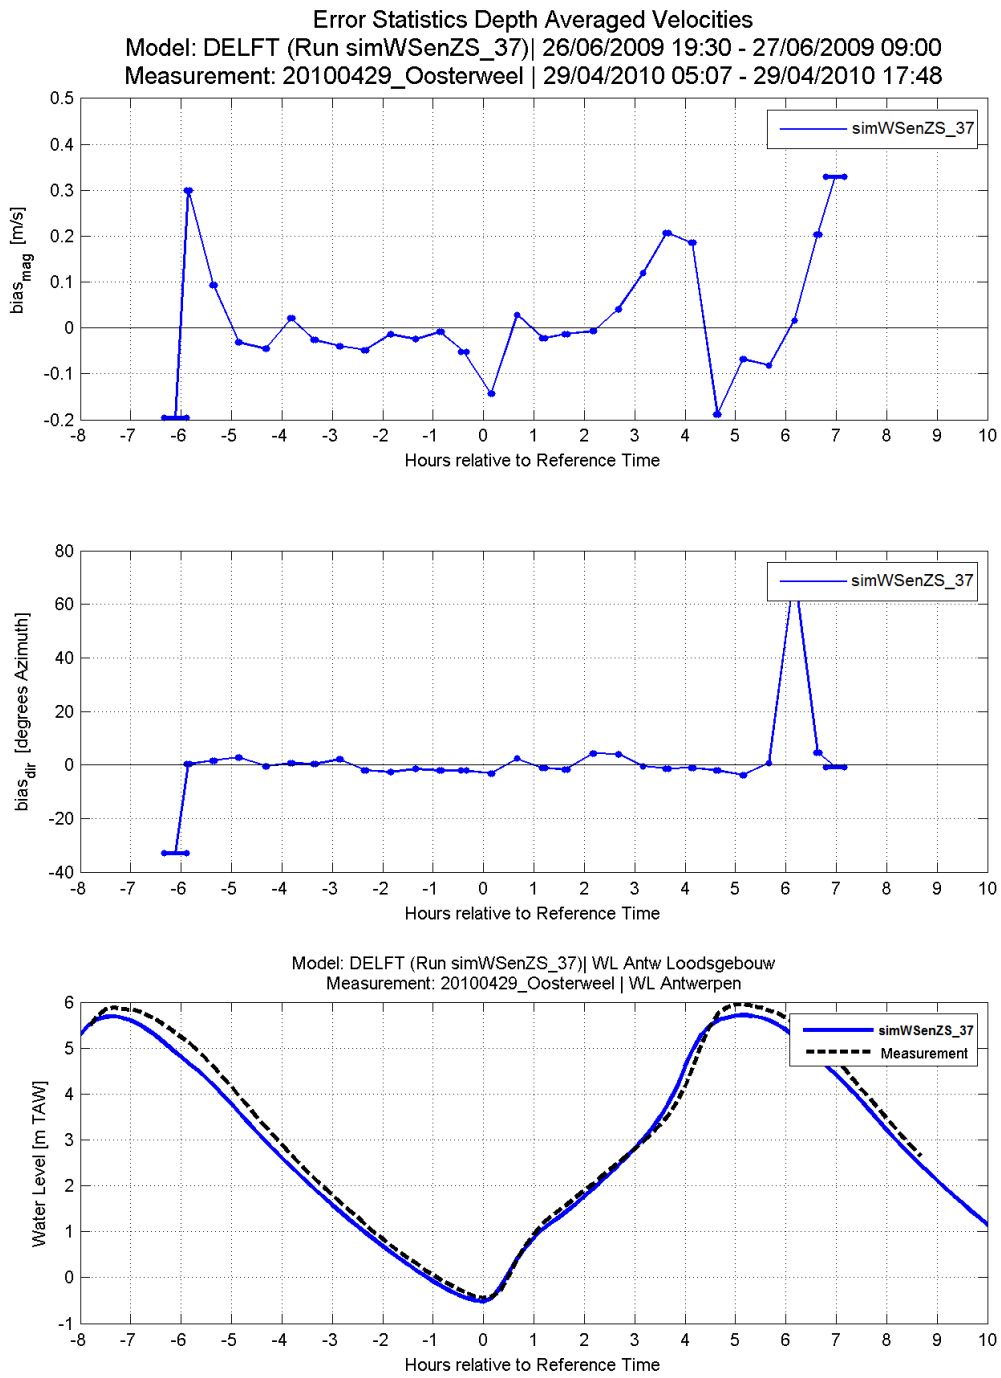 Error Statistics Depth Averaged Velocities
Model: DELFT (Run simWSenZS_37)| 26/06/2009 19:30 - 27/06/2009 09:00
Measurement: 20100429_Oosterweel | 29/04/2010 05:07 - 29/04/2010 17:48
simWSenZS_37
bias_mag [m/s]
0.5
0.4
0.3
0.2
0.1
0
-0.1
-0.2
-8 -7 -6 -5 -4 -3 -2 -1 0 1 2 3 4 5 6 7 8 9 10
Hours relative to Reference Time
simWSenZS_37
bias_dir [degrees Azimuth]
80
60
40
20
0
-20
-40
-8 -7 -6 -5 -4 -3 -2 -1 0 1 2 3 4 5 6 7 8 9 10
Hours relative to Reference Time
Model: DELFT (Run simWSenZS_37)| WL Antw Loodsgebouw
Measurement: 20100429_Oosterweel | WL Antwerpen
simWSenZS_37
Measurement
Water Level [m TAW]
6
5
4
3
2
1
0
-1
-8 -7 -6 -5 -4 -3 -2 -1 0 1 2 3 4 5 6 7 8 9 10
Hours relative to Reference Time